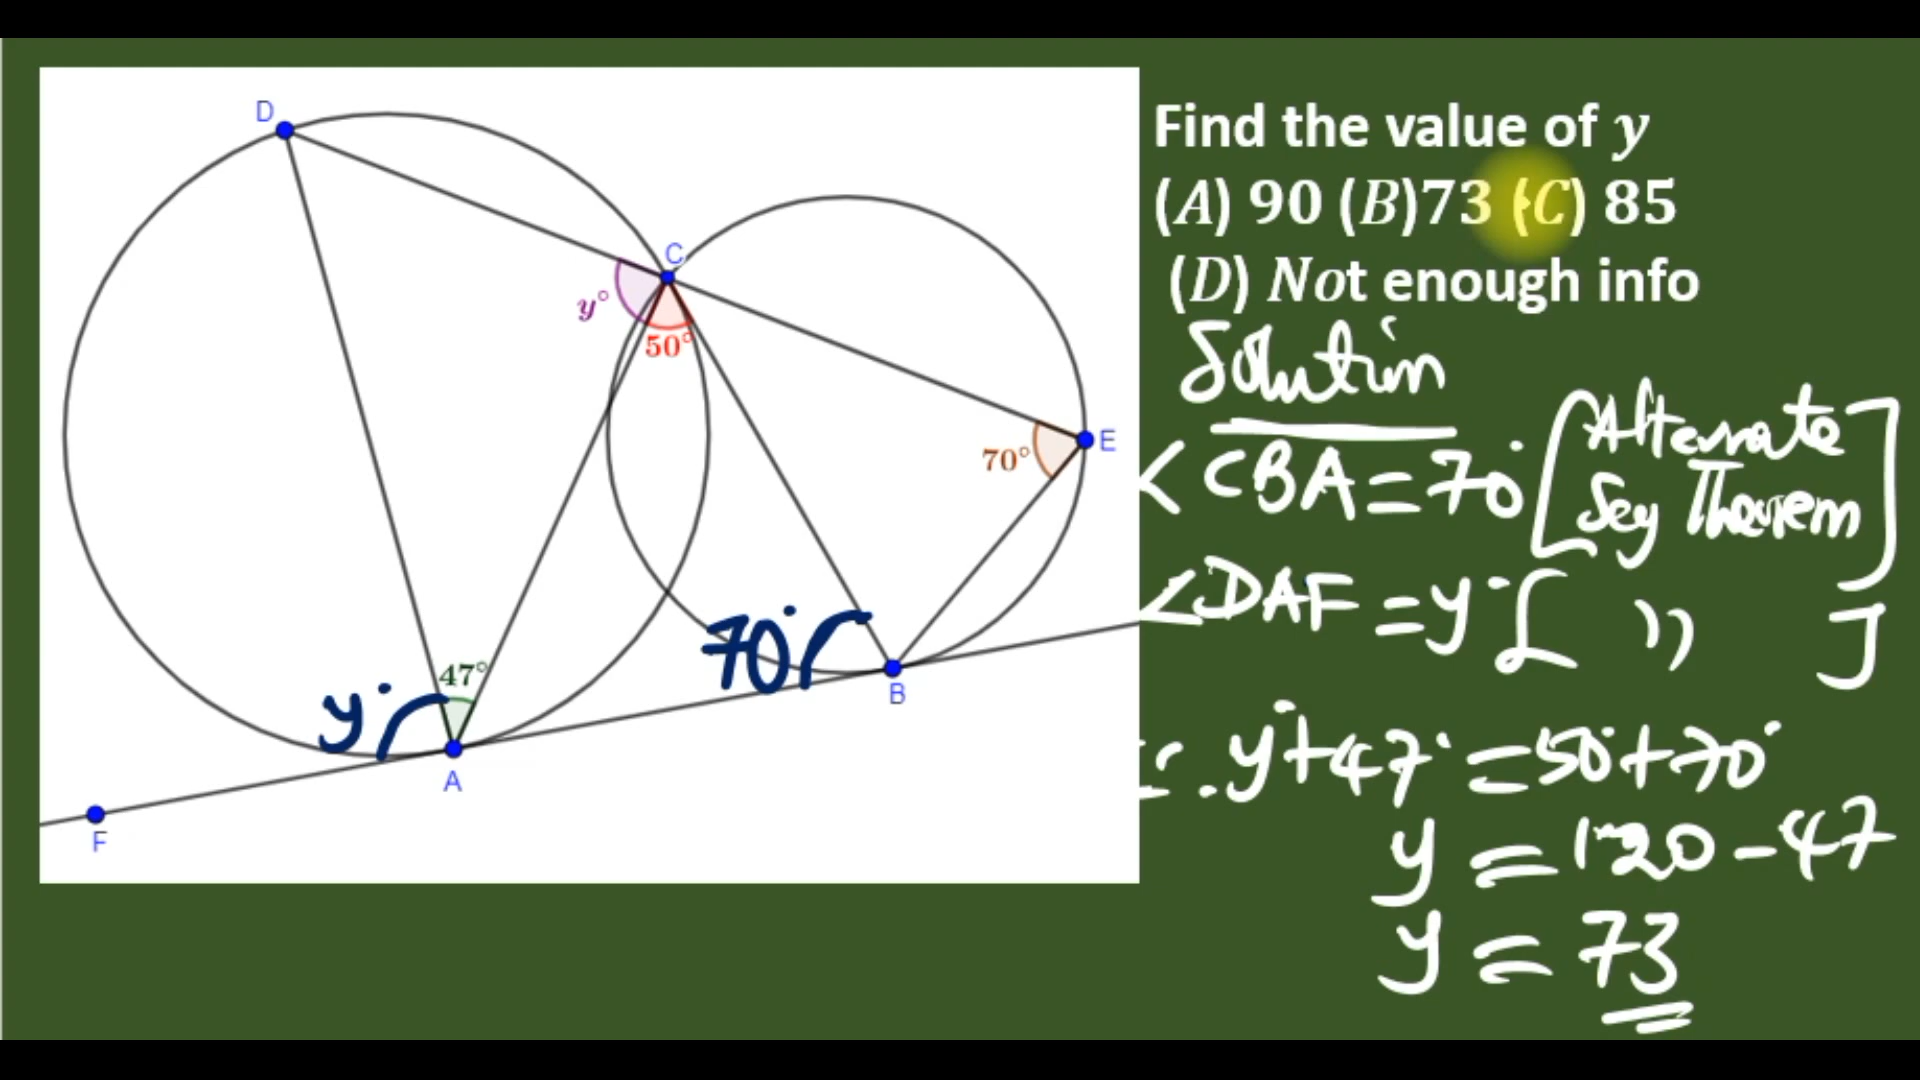 D
C
y°
50°
E
70°
47°
70°
y°
B
A
F
Find the value of y
(A) 90 (B)73 (C) 85
(D) Not enough info
Solution
<CBA=70° [Alternate
Seg Theorem]
<DAF =y° [ " ]
∴ y°+47°=50°+70°
y = 120-47
y = 73